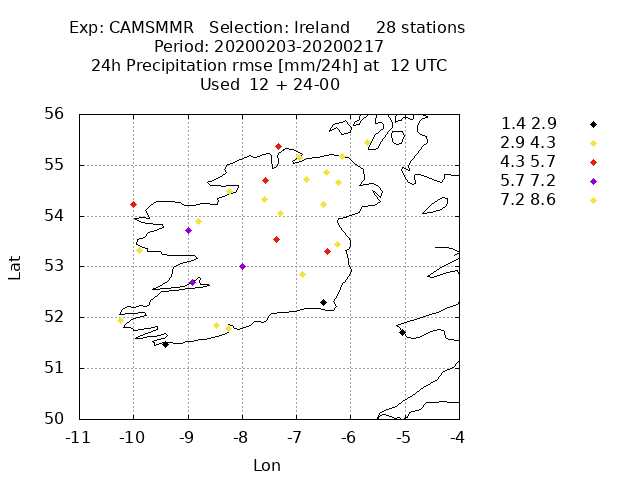 Exp: CAMSMMR   Selection: Ireland     28 stations
Period: 20200203-20200217
24h Precipitation rmse [mm/24h] at  12 UTC
Used  12 + 24-00
1.4 2.9
2.9 4.3
4.3 5.7
5.7 7.2
7.2 8.6
56
55
54
53
52
51
50
Lat
-11 -10 -9 -8 -7 -6 -5 -4
Lon